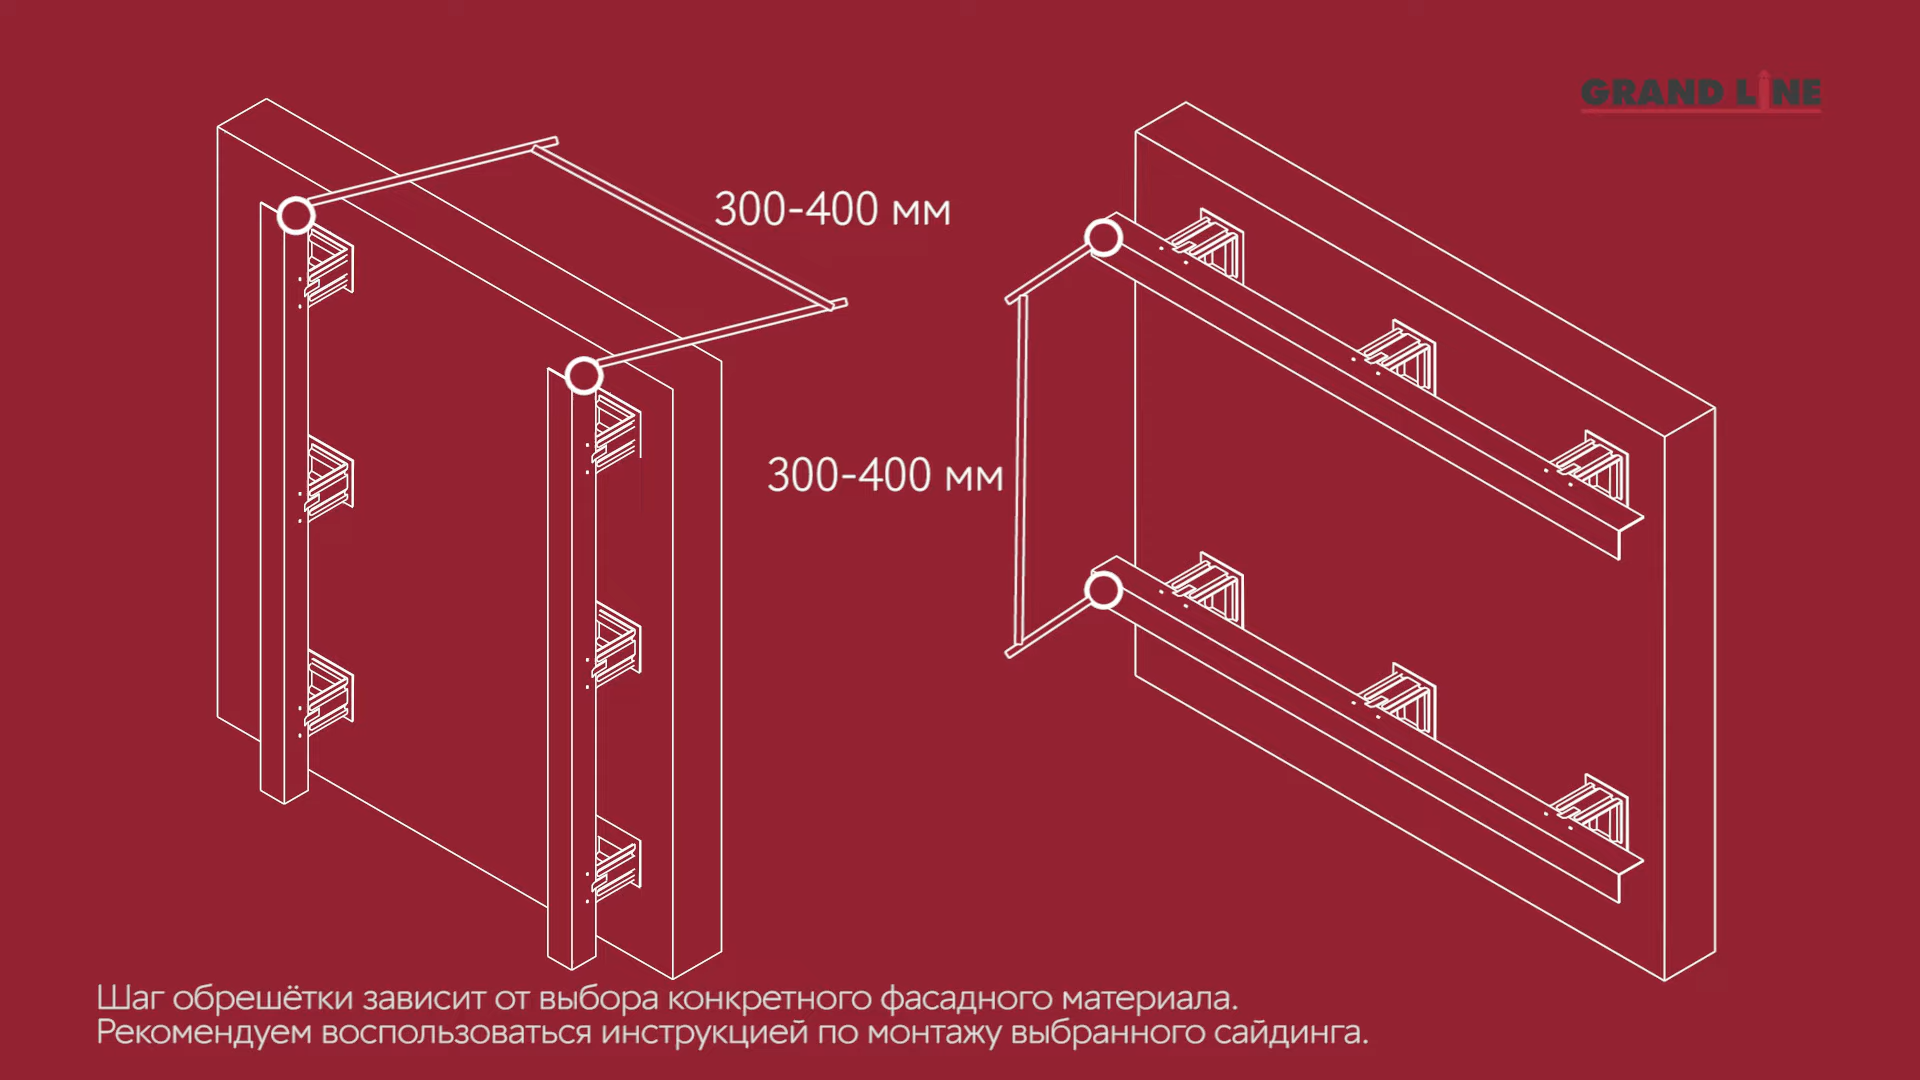 GRAND LINE
300-400 мм
300-400 мм
Шаг обрешётки зависит от выбора конкретного фасадного материала.
Рекомендуем воспользоваться инструкцией по монтажу выбранного сайдинга.